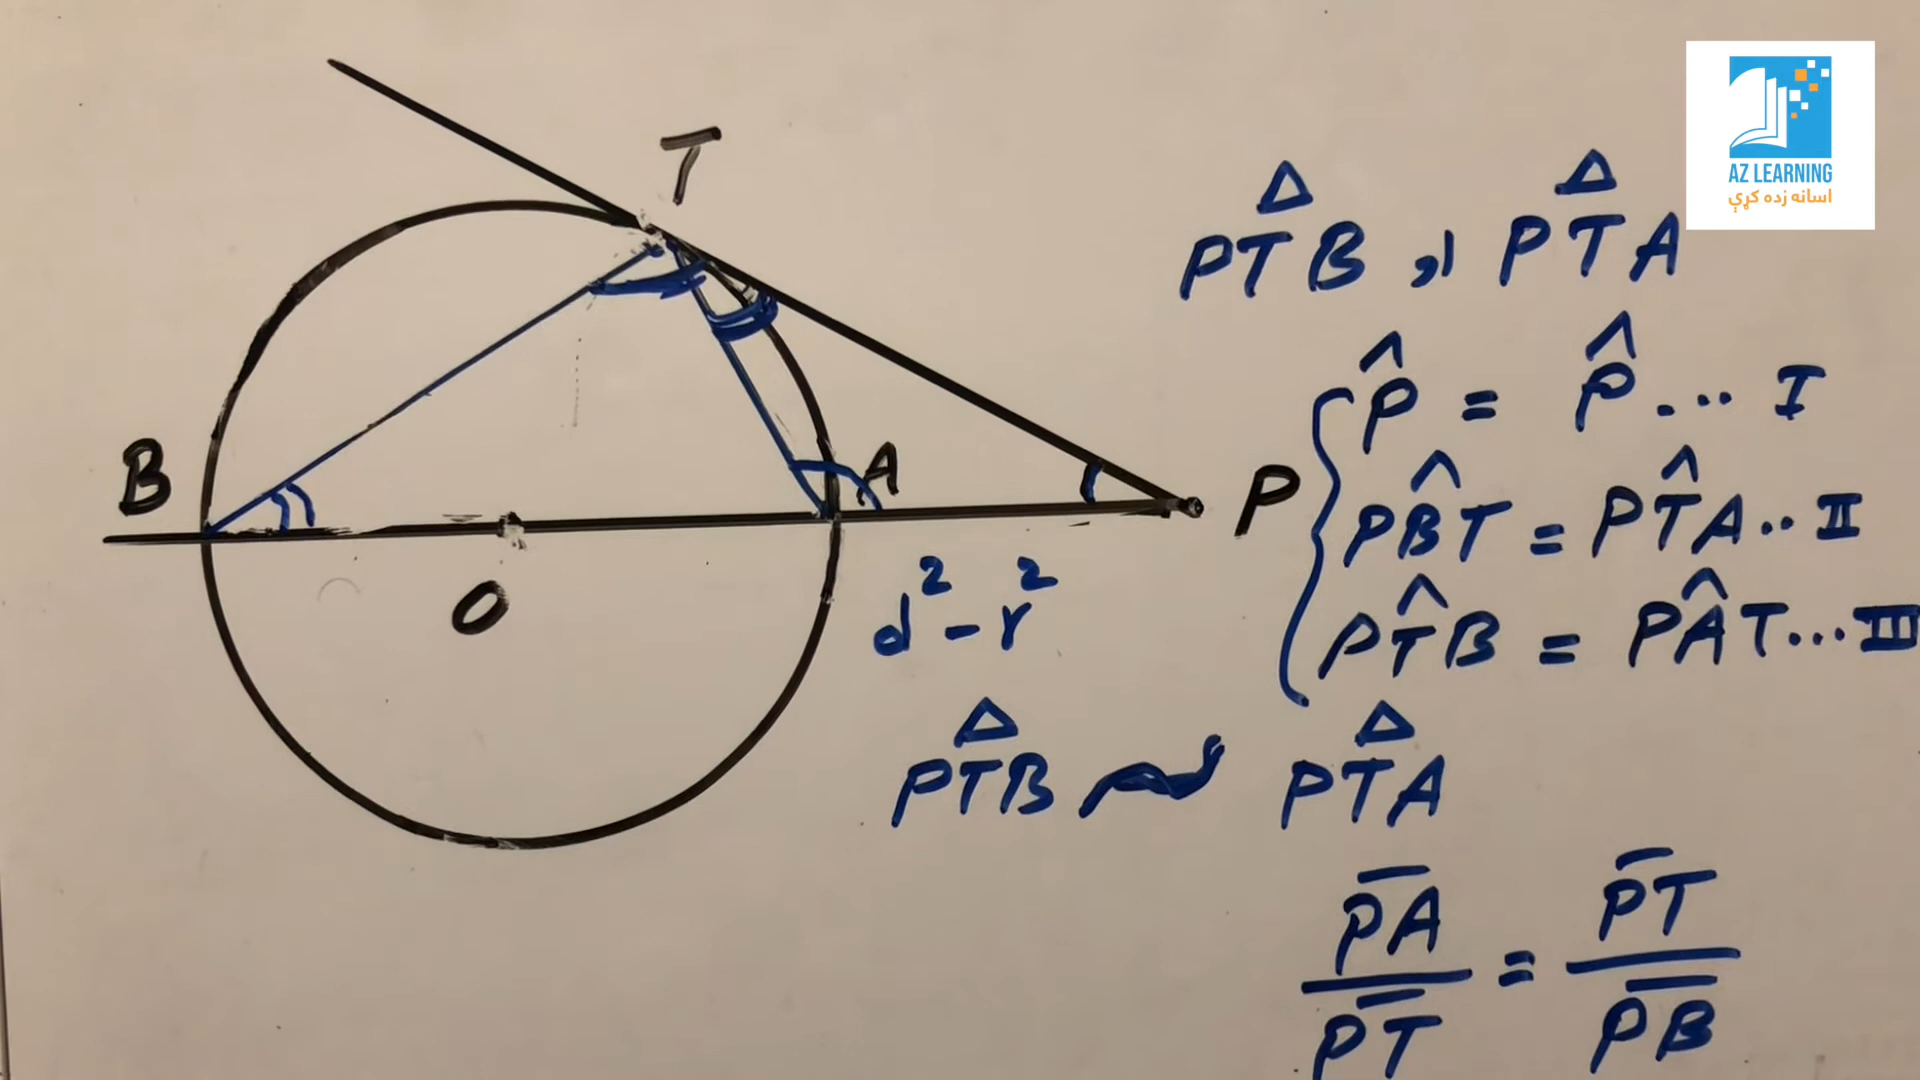 AZ LEARNING
اسانه زده کړې
T
B
A
P
O
d² - r²
PTB او PTA
P̂ = P̂ ... I
PB̂T = PT̂A .. II
PT̂B = PÂT ... III
PTB ~ PTA
PA/PT = PT/PB